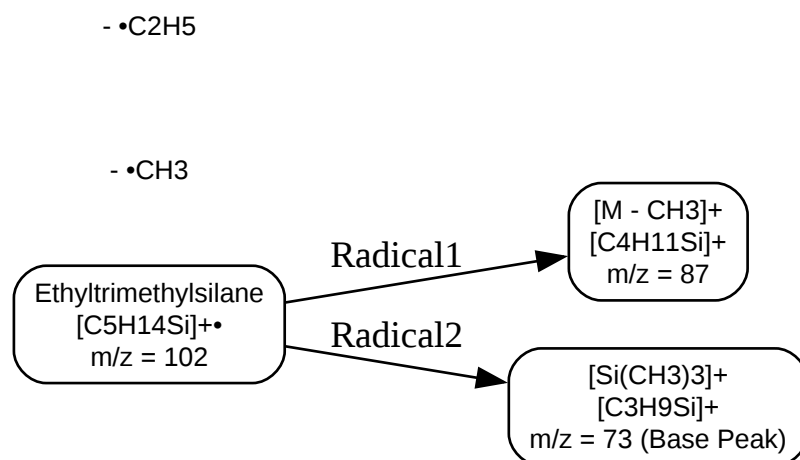 - •C2H5
- •CH3
Ethyltrimethylsilane
[C5H14Si]+•
m/z = 102
Radical1
Radical2
[M - CH3]+
[C4H11Si]+
m/z = 87
[Si(CH3)3]+
[C3H9Si]+
m/z = 73 (Base Peak)